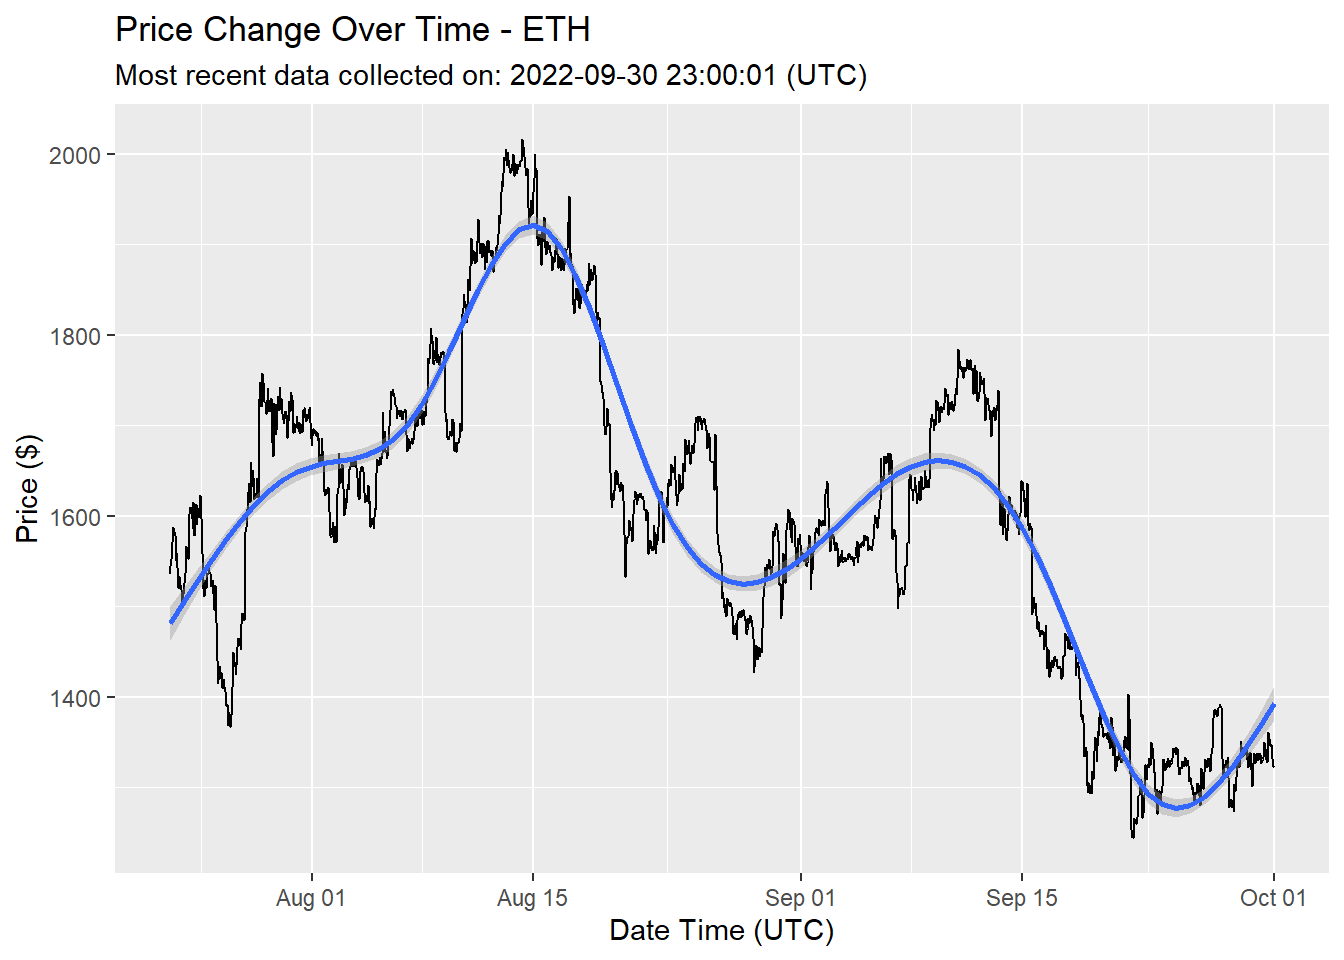 Price Change Over Time - ETH
Most recent data collected on: 2022-09-30 23:00:01 (UTC)
Price ($)
2000
1800
1600
1400
Aug 01
Aug 15
Sep 01
Sep 15
Oct 01
Date Time (UTC)